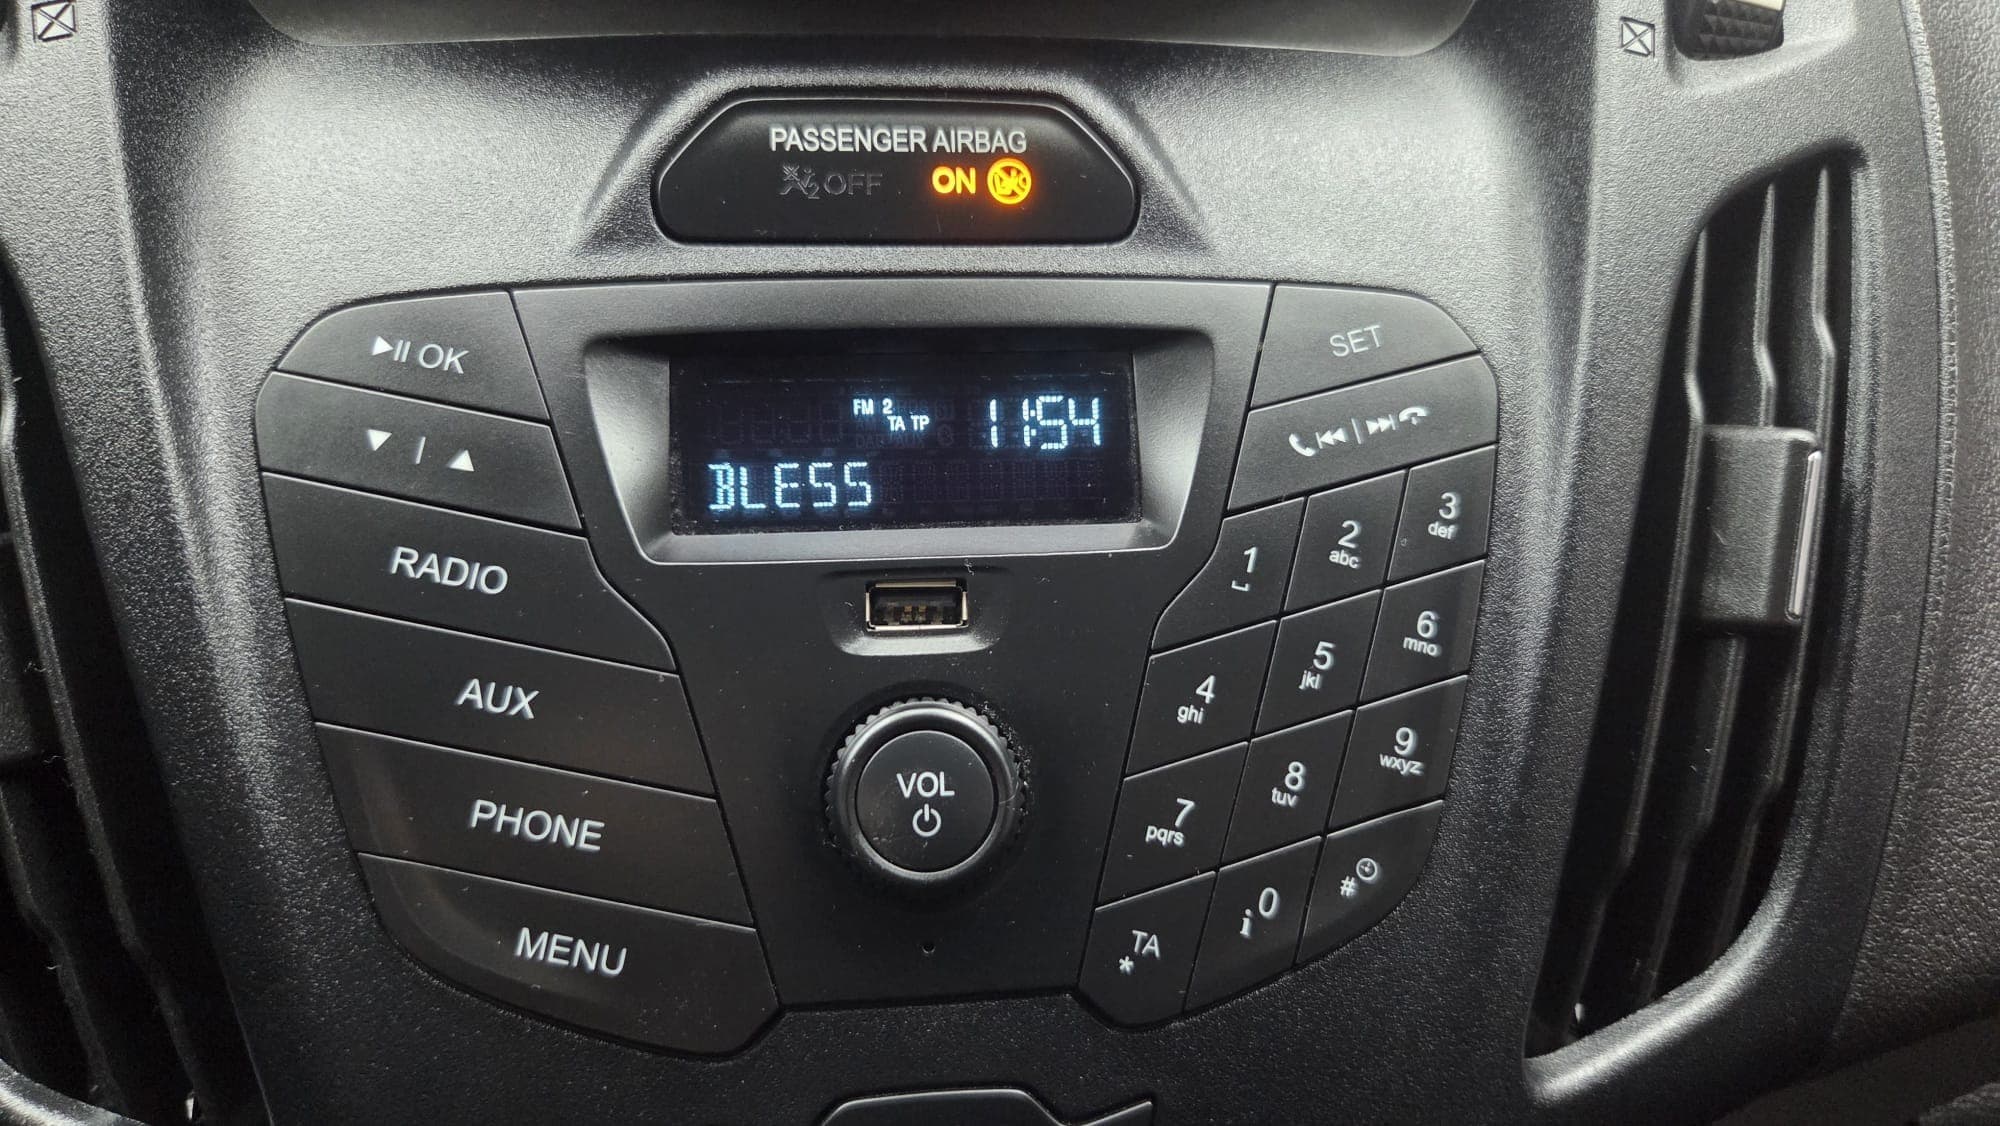 PASSENGER AIRBAG
2 OFF ON
OK
SET
FM 2
TA TP
11:54
BLESS
RADIO
AUX
PHONE
MENU
VOL
1
2
abc
3
def
4
ghi
5
jkl
6
mno
7
pqrs
8
tuv
9
wxyz
* TA
i 0
#